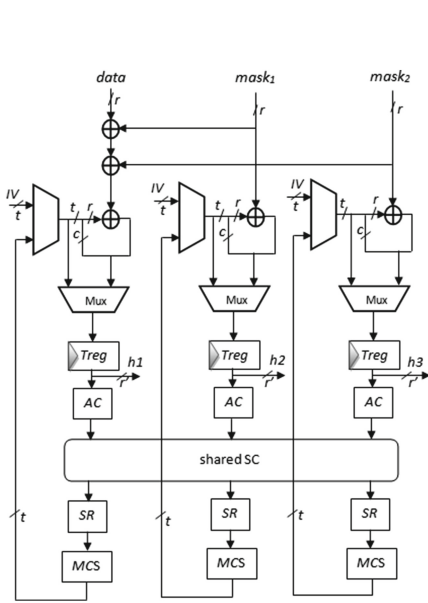 data mask₁ mask₂
r r r
IV t IV t IV t
t r t r t r
c c c
Mux Mux Mux
Treg Treg Treg
h1 h2 h3
r' r' r'
AC AC AC
shared SC
SR SR SR
t t t
MCS MCS MCS